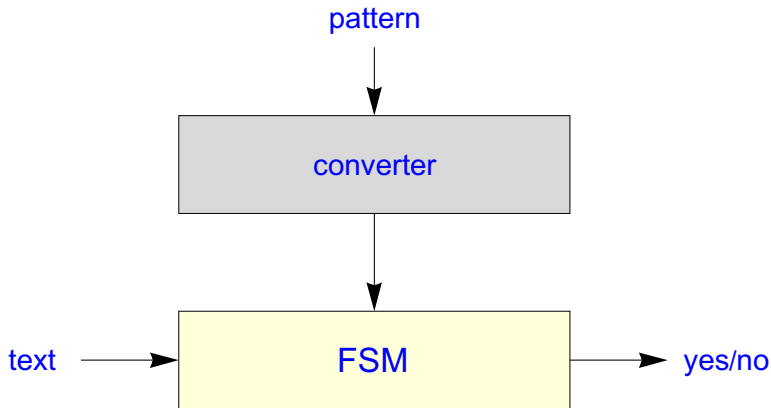 pattern
converter
text
FSM
yes/no